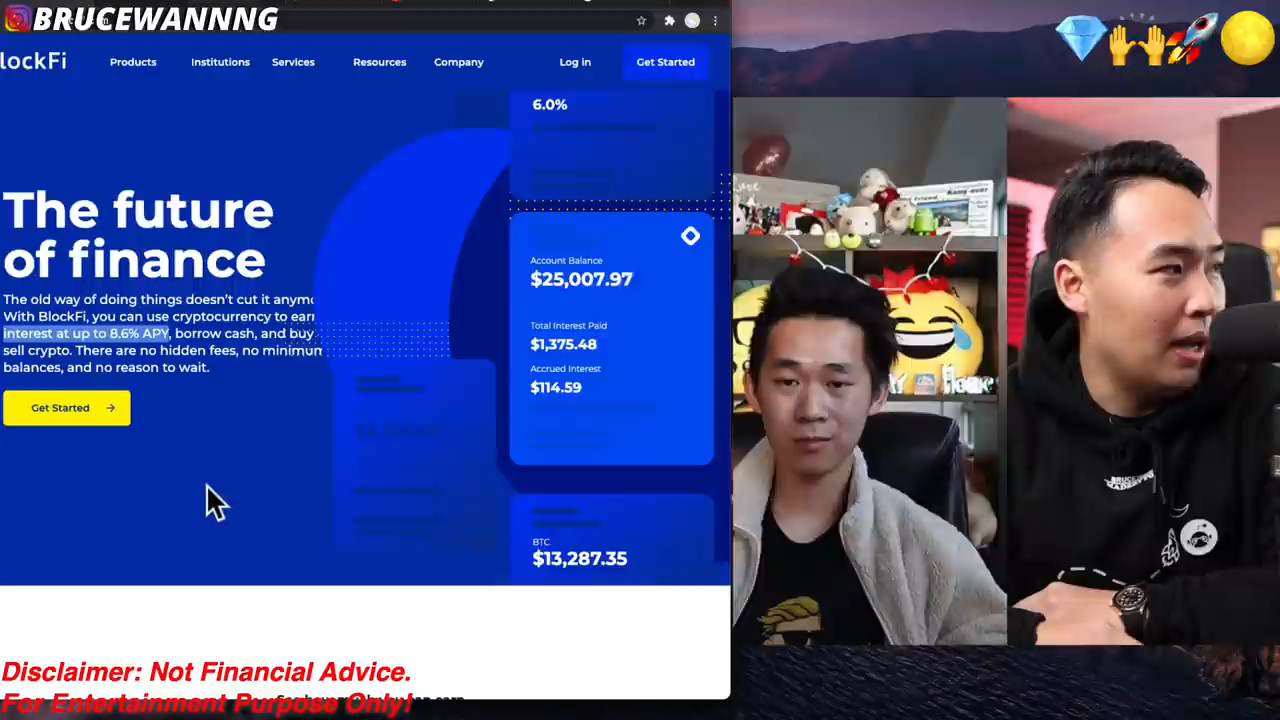 BRUCEWANNNG
lockFi
Products Institutions Services Resources Company Log in Get Started
6.0%
The future
of finance
The old way of doing things doesn't cut it anymo
With BlockFi, you can use cryptocurrency to earn
interest at up to 8.6% APY, borrow cash, and buy
sell crypto. There are no hidden fees, no minimum
balances, and no reason to wait.
Get Started →
Account Balance
$25,007.97
Total Interest Paid
$1,375.48
Accrued Interest
$114.59
BTC
$13,287.35
Disclaimer: Not Financial Advice.
For Entertainment Purpose Only!